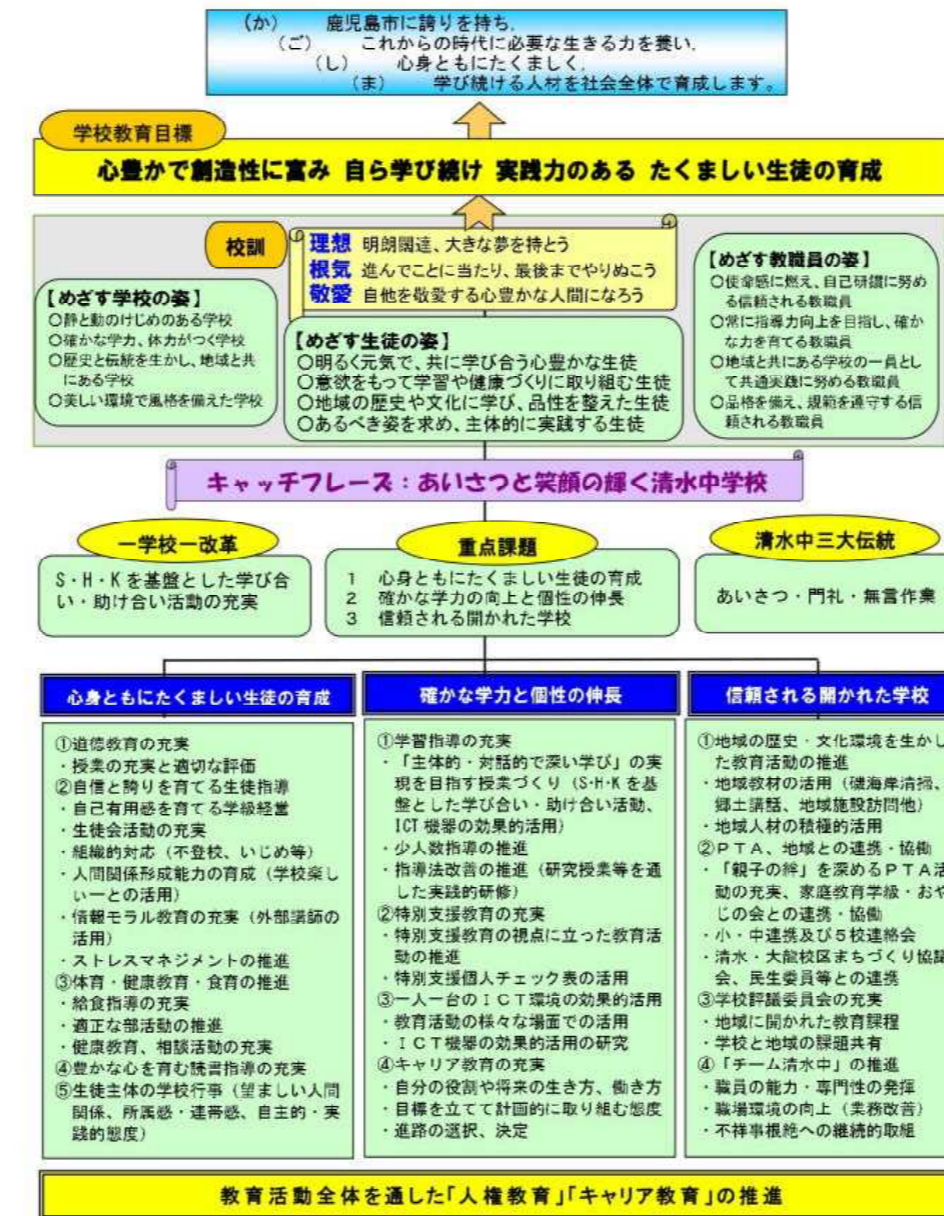 (か) 鹿児島市に誇りを持ち,
(ご) これからの時代に必要な生きる力を養い,
(し) 心身ともにたくましく,
(ま) 学び続ける人材を社会全体で育成します。
学校教育目標
心豊かで創造性に富み 自ら学び続け 実践力のある たくましい生徒の育成
校訓
理想 明朗闊達、大きな夢を持とう
根気 進んでことに当たり、最後までやりぬこう
敬愛 自他を敬愛する心豊かな人間になろう
【めざす学校の姿】
○静と動のけじめのある学校
○確かな学力、体力がつく学校
○歴史と伝統を生かし、地域と共
にある学校
○美しい環境で風格を備えた学校
【めざす生徒の姿】
○明るく元気で、共に学び合う心豊かな生徒
○意欲をもって学習や健康づくりに取り組む生徒
○地域の歴史や文化に学び、品性を整えた生徒
○あるべき姿を求め、主体的に実践する生徒
【めざす教職員の姿】
○使命感に燃え、自己研鑽に努め
る信頼される教職員
○常に指導力向上を目指し、確か
な力を育てる教職員
○地域と共にある学校の一員とし
て共通実践に努める教職員
○品格を備え、規範を遵守する信
頼される教職員
キャッチフレーズ:あいさつと笑顔の輝く清水中学校
一学校一改革
S・H・Kを基盤とした学び合
い・助け合い活動の充実
重点課題
1 心身ともにたくましい生徒の育成
2 確かな学力の向上と個性の伸長
3 信頼される開かれた学校
清水中三大伝統
あいさつ・門礼・無言作業
心身ともにたくましい生徒の育成
①道徳教育の充実
・授業の充実と適切な評価
②自信と誇りを育てる生徒指導
・自己有用感を育てる学級経営
・生徒会活動の充実
・組織的対応(不登校、いじめ等)
・人間関係形成能力の育成(学校楽し
ぃーとの活用)
・情報モラル教育の充実(外部講師の
活用)
・ストレスマネジメントの推進
③体育・健康教育・食育の推進
・給食指導の充実
・適正な部活動の推進
・健康教育、相談活動の充実
④豊かな心を育む読書指導の充実
⑤生徒主体の学校行事(望ましい人間
関係、所属感・連帯感、自主的・実
践的態度)
確かな学力と個性の伸長
①学習指導の充実
・「主体的・対話的で深い学び」の実
現を目指す授業づくり(S・H・Kを基
盤とした学び合い・助け合い活動、
ICT機器の効果的活用)
・少人数指導の推進
・指導法改善の推進(研究授業等を通
した実践的研修)
②特別支援教育の充実
・特別支援教育の視点に立った教育活
動の推進
・特別支援個人チェック表の活用
③一人一台のICT環境の効果的活用
・教育活動の様々な場面での活用
・ICT機器の効果的活用の研究
④キャリア教育の充実
・自分の役割や将来の生き方、働き方
・目標を立てて計画的に取り組む態度
・進路の選択、決定
信頼される開かれた学校
①地域の歴史・文化環境を生かし
た教育活動の推進
・地域教材の活用(磯海岸清掃、
郷土講話、地域施設訪問他)
・地域人材の積極的活用
②PTA、地域との連携・協働
・「親子の絆」を深めるPTA活
動の充実、家庭教育学級・おや
じの会との連携・協働
・小・中連携及び5校連絡会
・清水・大龍校区まちづくり協議
会、民生委員等との連携
③学校評議委員会の充実
・地域に開かれた教育課程
・学校と地域の課題共有
④「チーム清水中」の推進
・職員の能力・専門性の発揮
・職場環境の向上(業務改善)
・不祥事根絶への継続的取組
教育活動全体を通した「人権教育」「キャリア教育」の推進